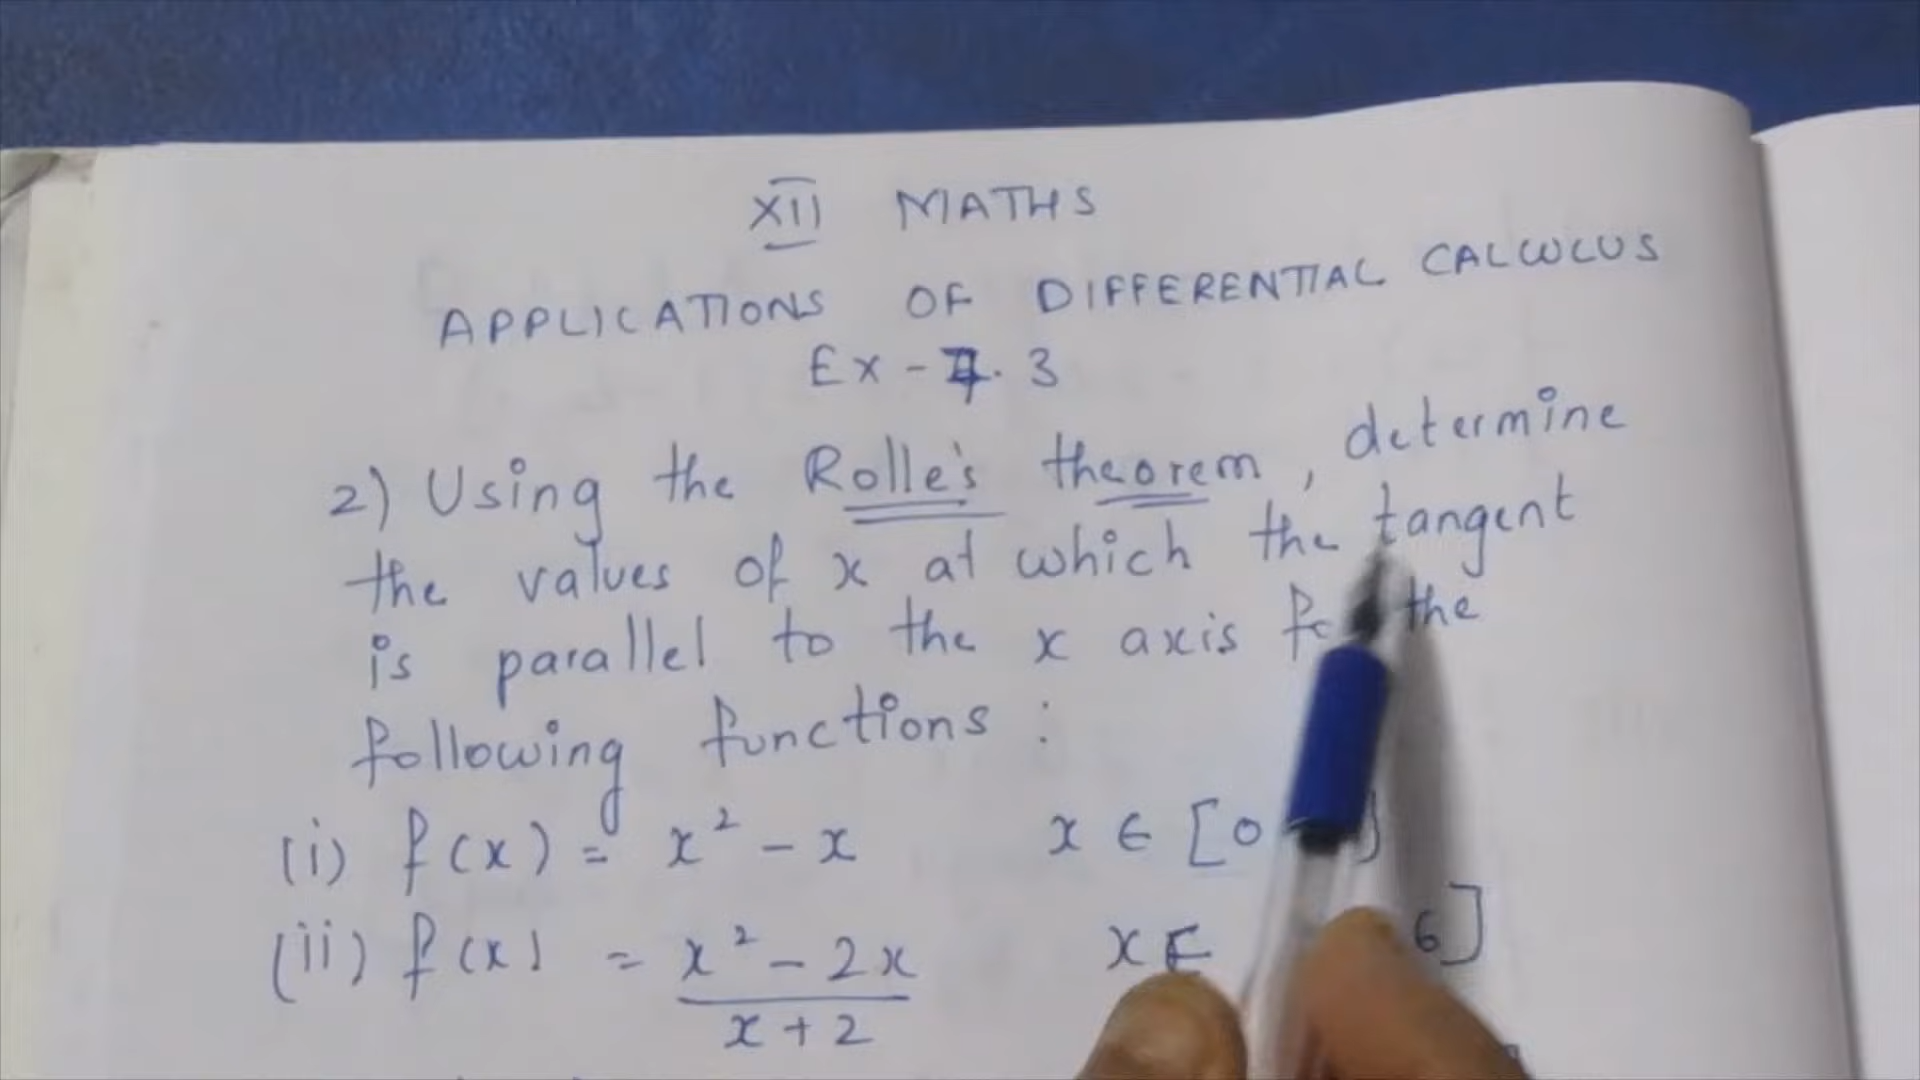 XII MATHS
APPLICATIONS OF DIFFERENTIAL CALCULUS
Ex - 7.3
2) Using the Rolle's theorem, determine
the values of x at which the tangent
is parallel to the x axis the
following functions :
(i) f(x) = x² - x x ∈ [0 ]
(ii) f(x) = x² - 2x x ∈ 6]
x + 2